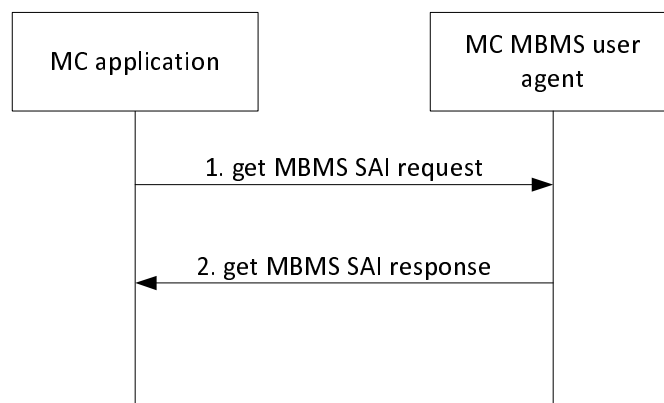 MC application
MC MBMS user
agent
1. get MBMS SAI request
2. get MBMS SAI response